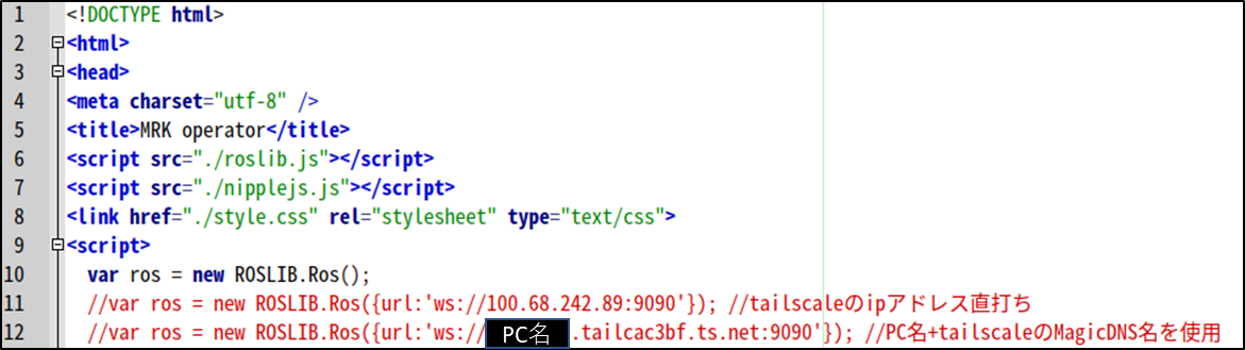 1 <!DOCTYPE html>
2 <html>
3 <head>
4 <meta charset="utf-8" />
5 <title>MRK operator</title>
6 <script src="./roslib.js"></script>
7 <script src="./nipplejs.js"></script>
8 <link href="./style.css" rel="stylesheet" type="text/css">
9 <script>
10 var ros = new ROSLIB.Ros();
11 //var ros = new ROSLIB.Ros({url:'ws://100.68.242.89:9090'}); //tailscaleのipアドレス直打ち
12 //var ros = new ROSLIB.Ros({url:'ws://PC名.tailcac3bf.ts.net:9090'}); //PC名+tailscaleのMagicDNS名を使用